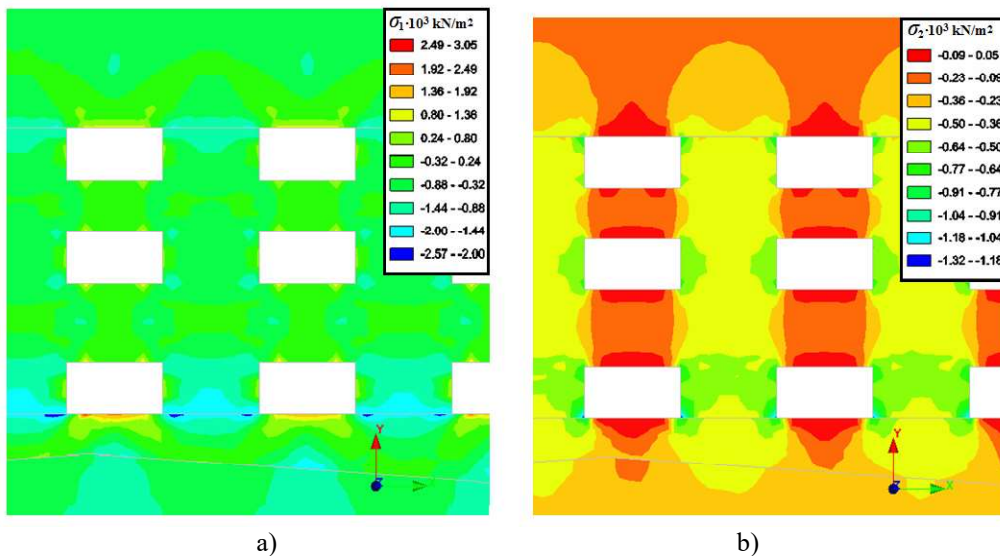 σ₁·10³ kN/m²
2.49 - 3.05
1.92 - 2.49
1.36 - 1.92
0.80 - 1.36
0.24 - 0.80
-0.32 - 0.24
-0.88 - -0.32
-1.44 - -0.88
-2.00 - -1.44
-2.57 - -2.00
Y
Z
a)
σ₂·10³ kN/m²
-0.09 - 0.05
-0.23 - -0.09
-0.36 - -0.23
-0.50 - -0.36
-0.64 - -0.50
-0.77 - -0.64
-0.91 - -0.77
-1.04 - -0.91
-1.18 - -1.04
-1.32 - -1.18
Y
Z
X
b)